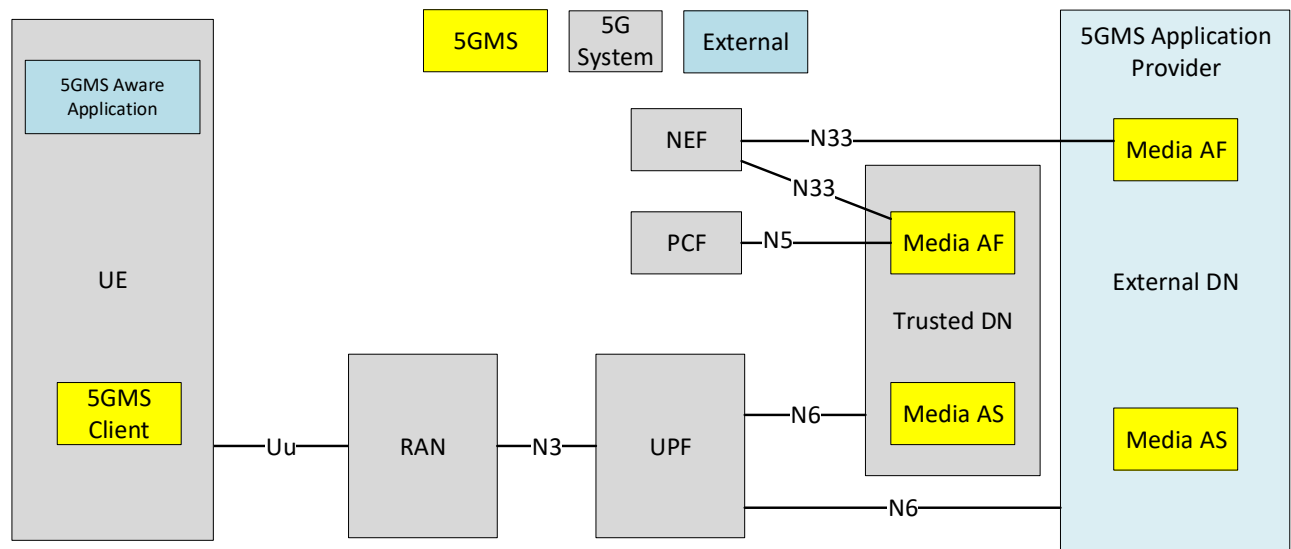 5GMS
5G
System
External
5GMS Application
Provider
5GMS Aware
Application
NEF
N33
Media AF
N33
PCF
N5
Media AF
UE
External DN
Trusted DN
5GMS
Client
Media AS
N6
Media AS
Uu
RAN
N3
UPF
N6